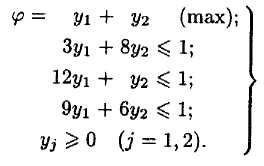 φ = y₁ + y₂ (max);
3y₁ + 8y₂ ⩽ 1;
12y₁ + y₂ ⩽ 1;
9y₁ + 6y₂ ⩽ 1;
yⱼ ⩾ 0 (j = 1, 2).